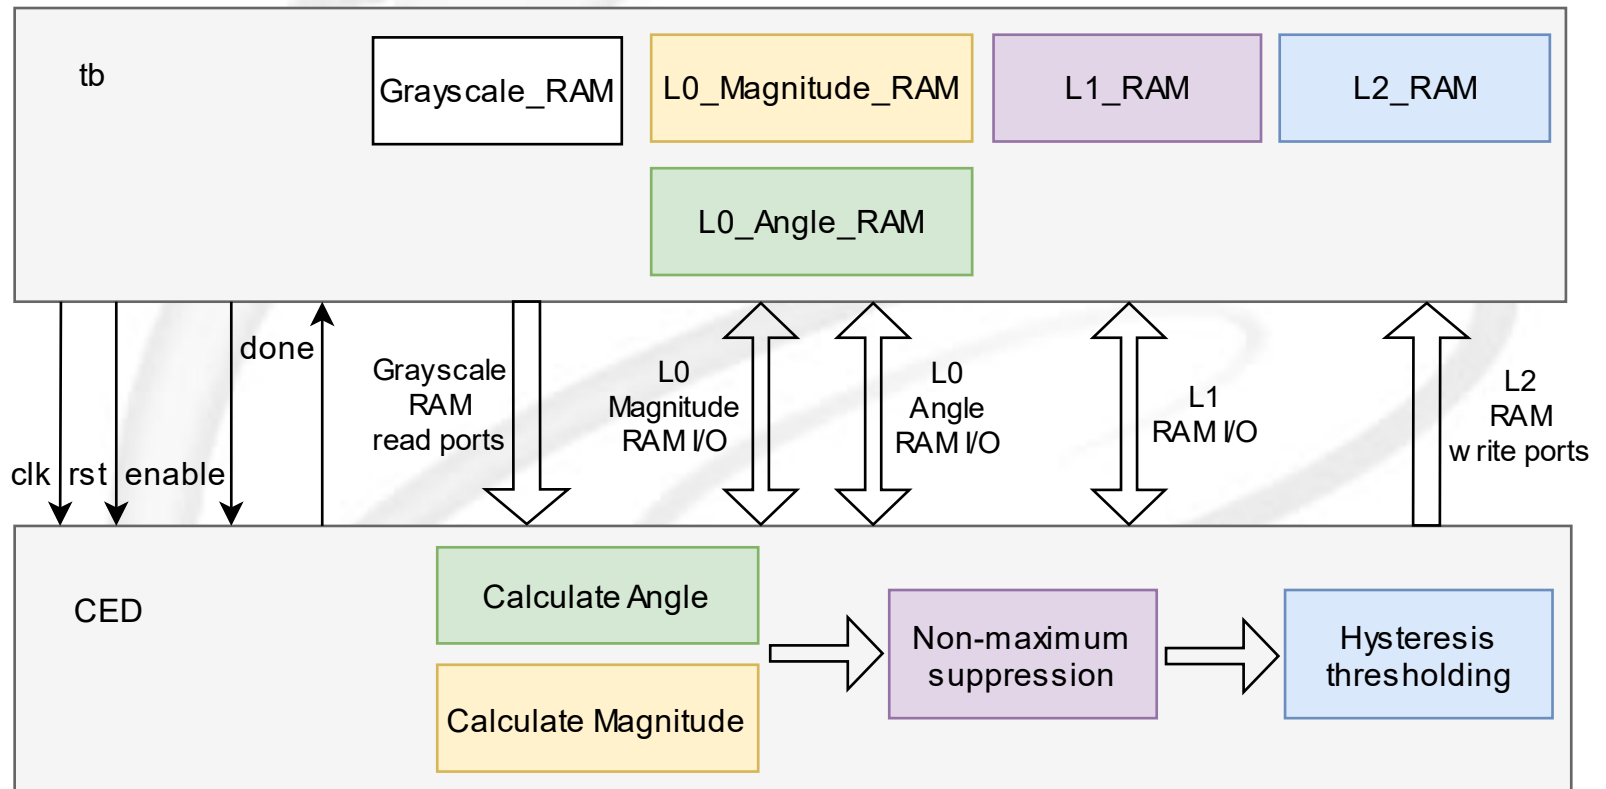 tb
Grayscale_RAM
L0_Magnitude_RAM
L1_RAM
L2_RAM
L0_Angle_RAM
done
Grayscale
RAM
read ports
L0
Magnitude
RAM I/O
L0
Angle
RAM I/O
L1
RAM I/O
L2
RAM
write ports
clk
rst
enable
CED
Calculate Angle
Calculate Magnitude
Non-maximum
suppression
Hysteresis
thresholding